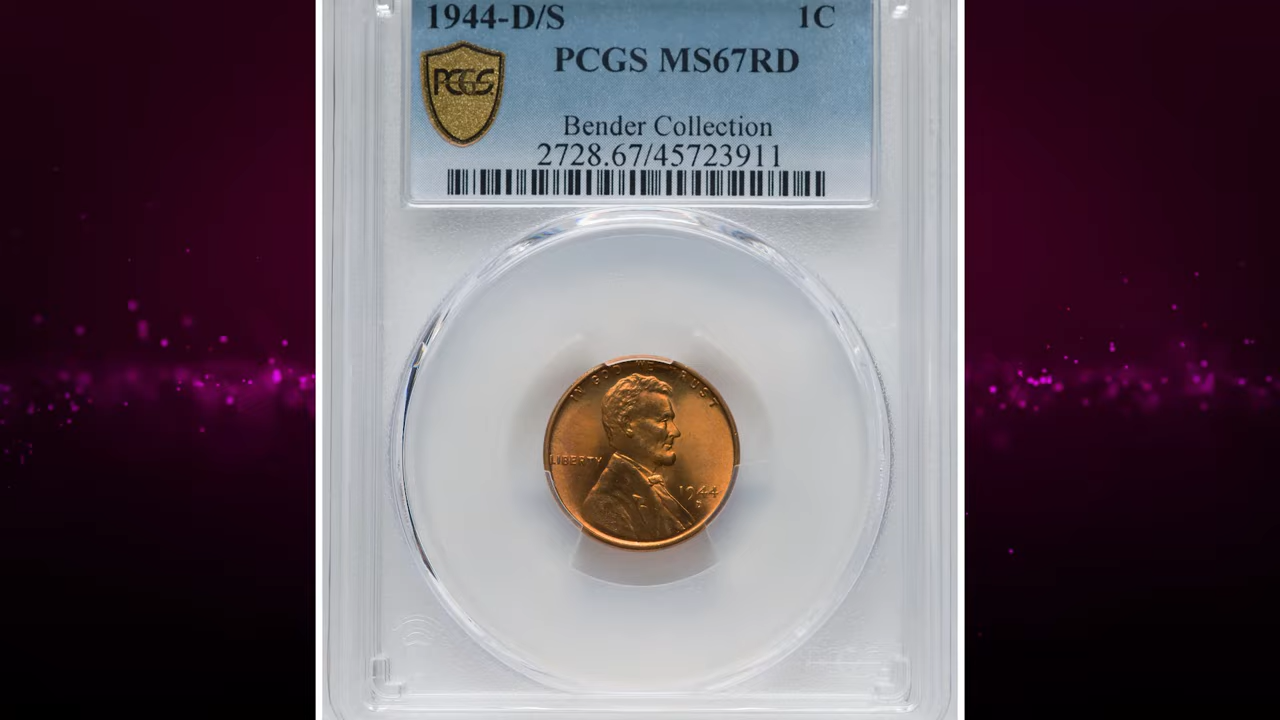 1944-D/S 1C
PCGS MS67RD
PCGS
Bender Collection
2728.67/45723911
IN GOD WE TRUST
LIBERTY
1944
D